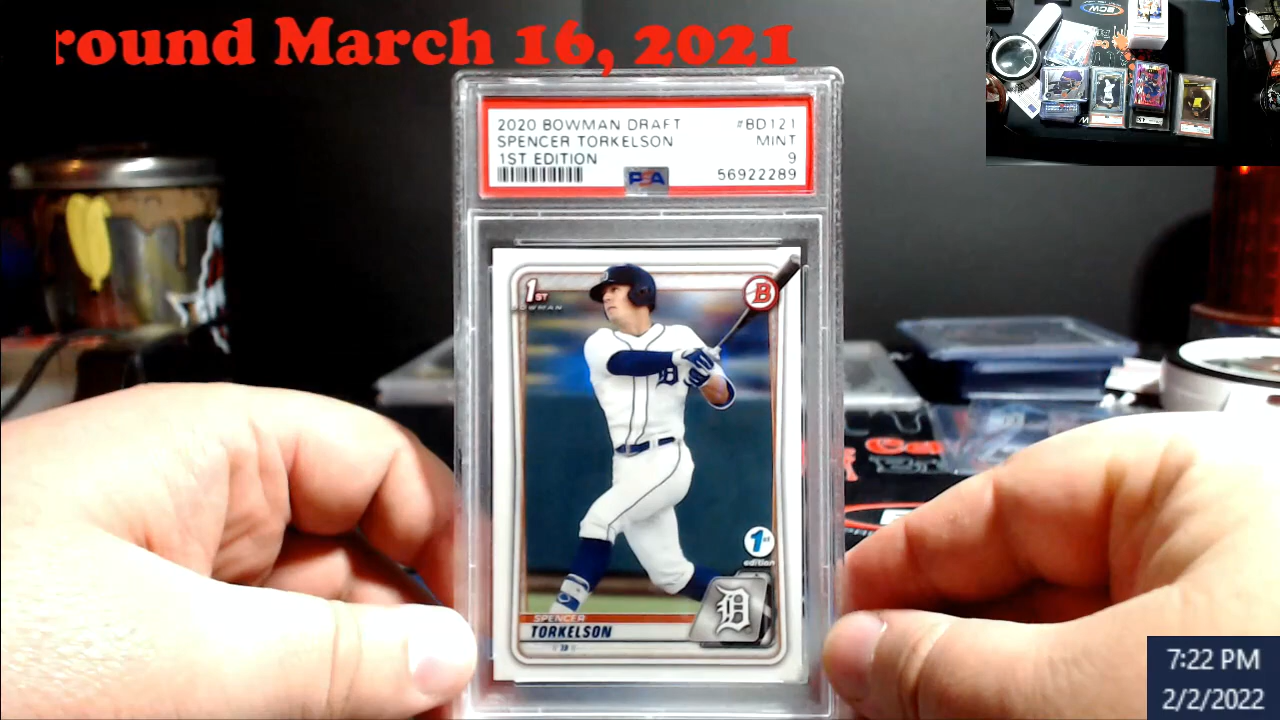 round March 16, 2021
2020 BOWMAN DRAFT #BD121
SPENCER TORKELSON MINT
1ST EDITION 9
PSA 56922289
1ST
BOWMAN
B
D
1st
edition
D
SPENCER
TORKELSON
7:22 PM
2/2/2022